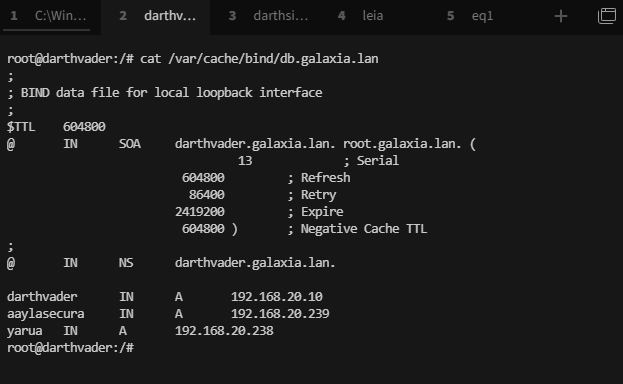 1 C:\Win... 2 darthv... 3 darthsi... 4 leia 5 eq1 +
root@darthvader:/# cat /var/cache/bind/db.galaxia.lan
;
; BIND data file for local loopback interface
;
$TTL 604800
@ IN SOA darthvader.galaxia.lan. root.galaxia.lan. (
13 ; Serial
604800 ; Refresh
86400 ; Retry
2419200 ; Expire
604800 ) ; Negative Cache TTL
;
@ IN NS darthvader.galaxia.lan.
darthvader IN A 192.168.20.10
aaylasecura IN A 192.168.20.239
yarua IN A 192.168.20.238
root@darthvader:/#